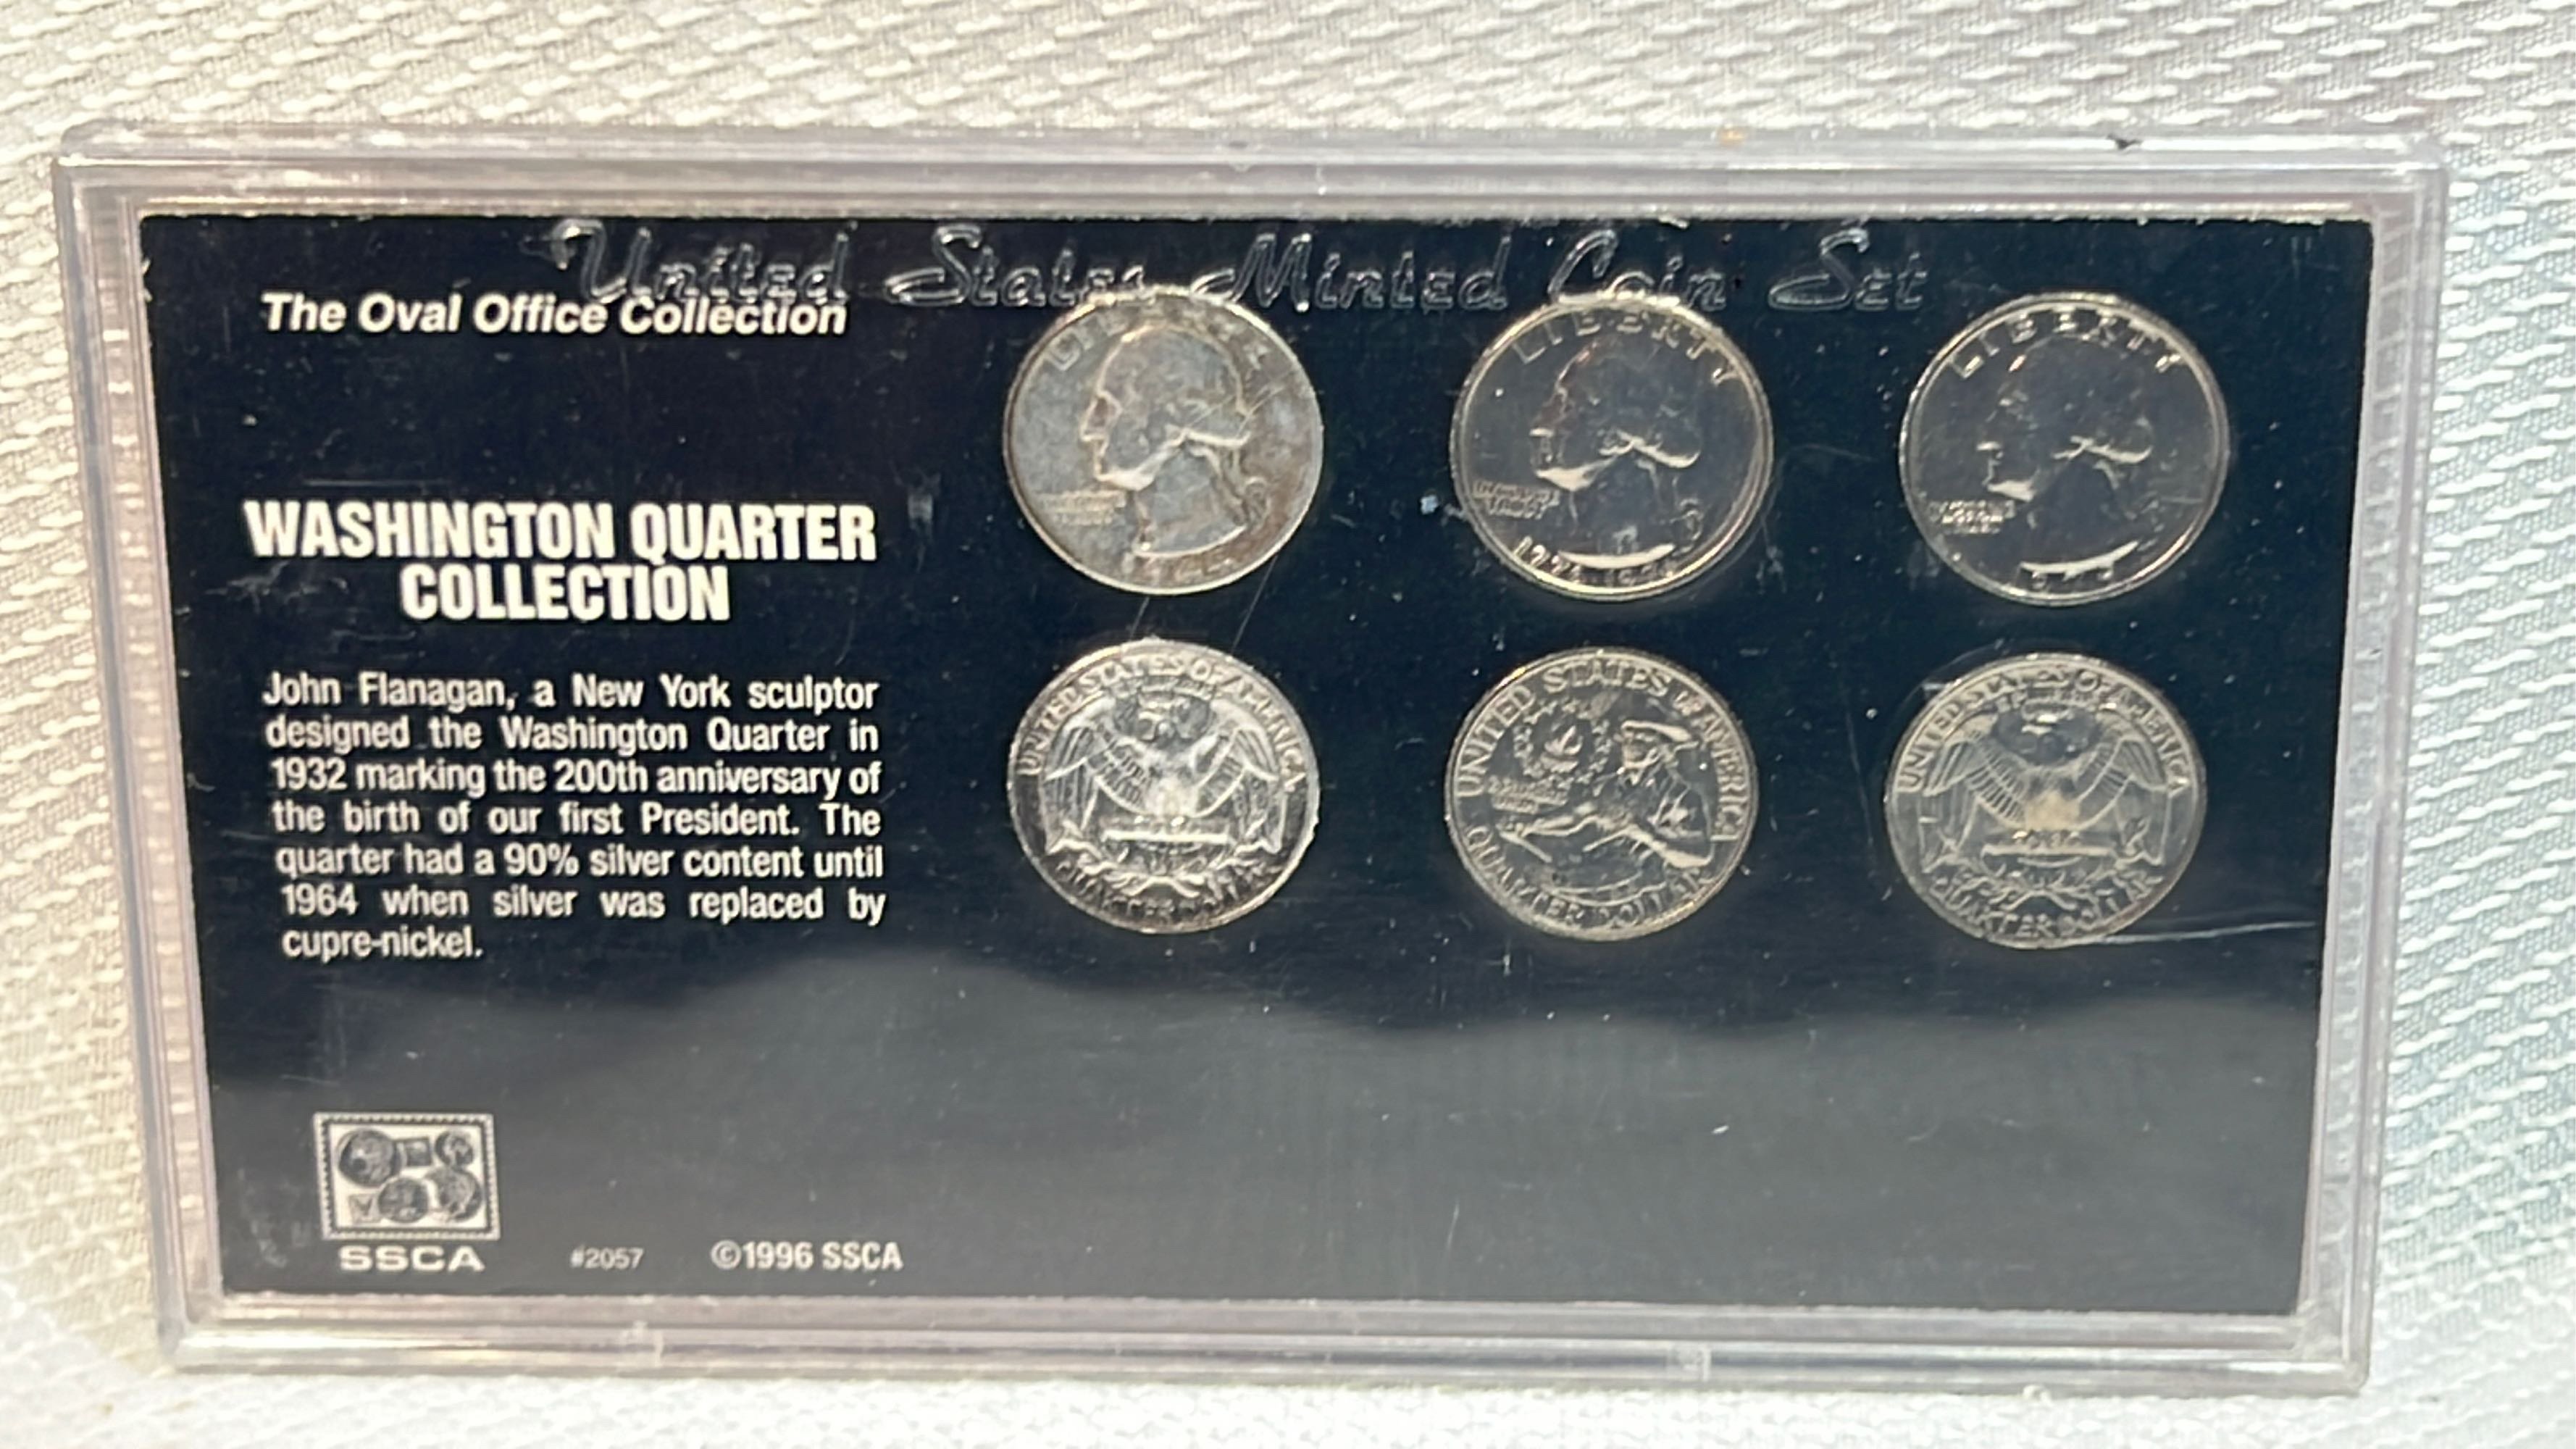 United States Minted Coin Set
The Oval Office Collection
WASHINGTON QUARTER
COLLECTION
John Flanagan, a New York sculptor
designed the Washington Quarter in
1932 marking the 200th anniversary of
the birth of our first President. The
quarter had a 90% silver content until
1964 when silver was replaced by
cupre-nickel.
SSCA
#2057
©1996 SSCA
LIBERTY
LIBERTY
UNITED STATES OF AMERICA
QUARTER DOLLAR
UNITED STATES OF AMERICA
QUARTER DOLLAR
UNITED STATES OF AMERICA
QUARTER DOLLAR